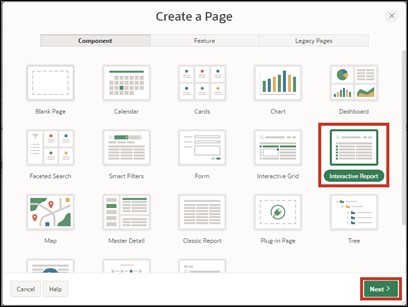 Create a Page
Component Feature Legacy Pages
Blank Page Calendar Cards Chart Dashboard
Faceted Search Smart Filters Form Interactive Grid Interactive Report
Map Master Detail Classic Report Plug-in Page Tree
Cancel Help Next